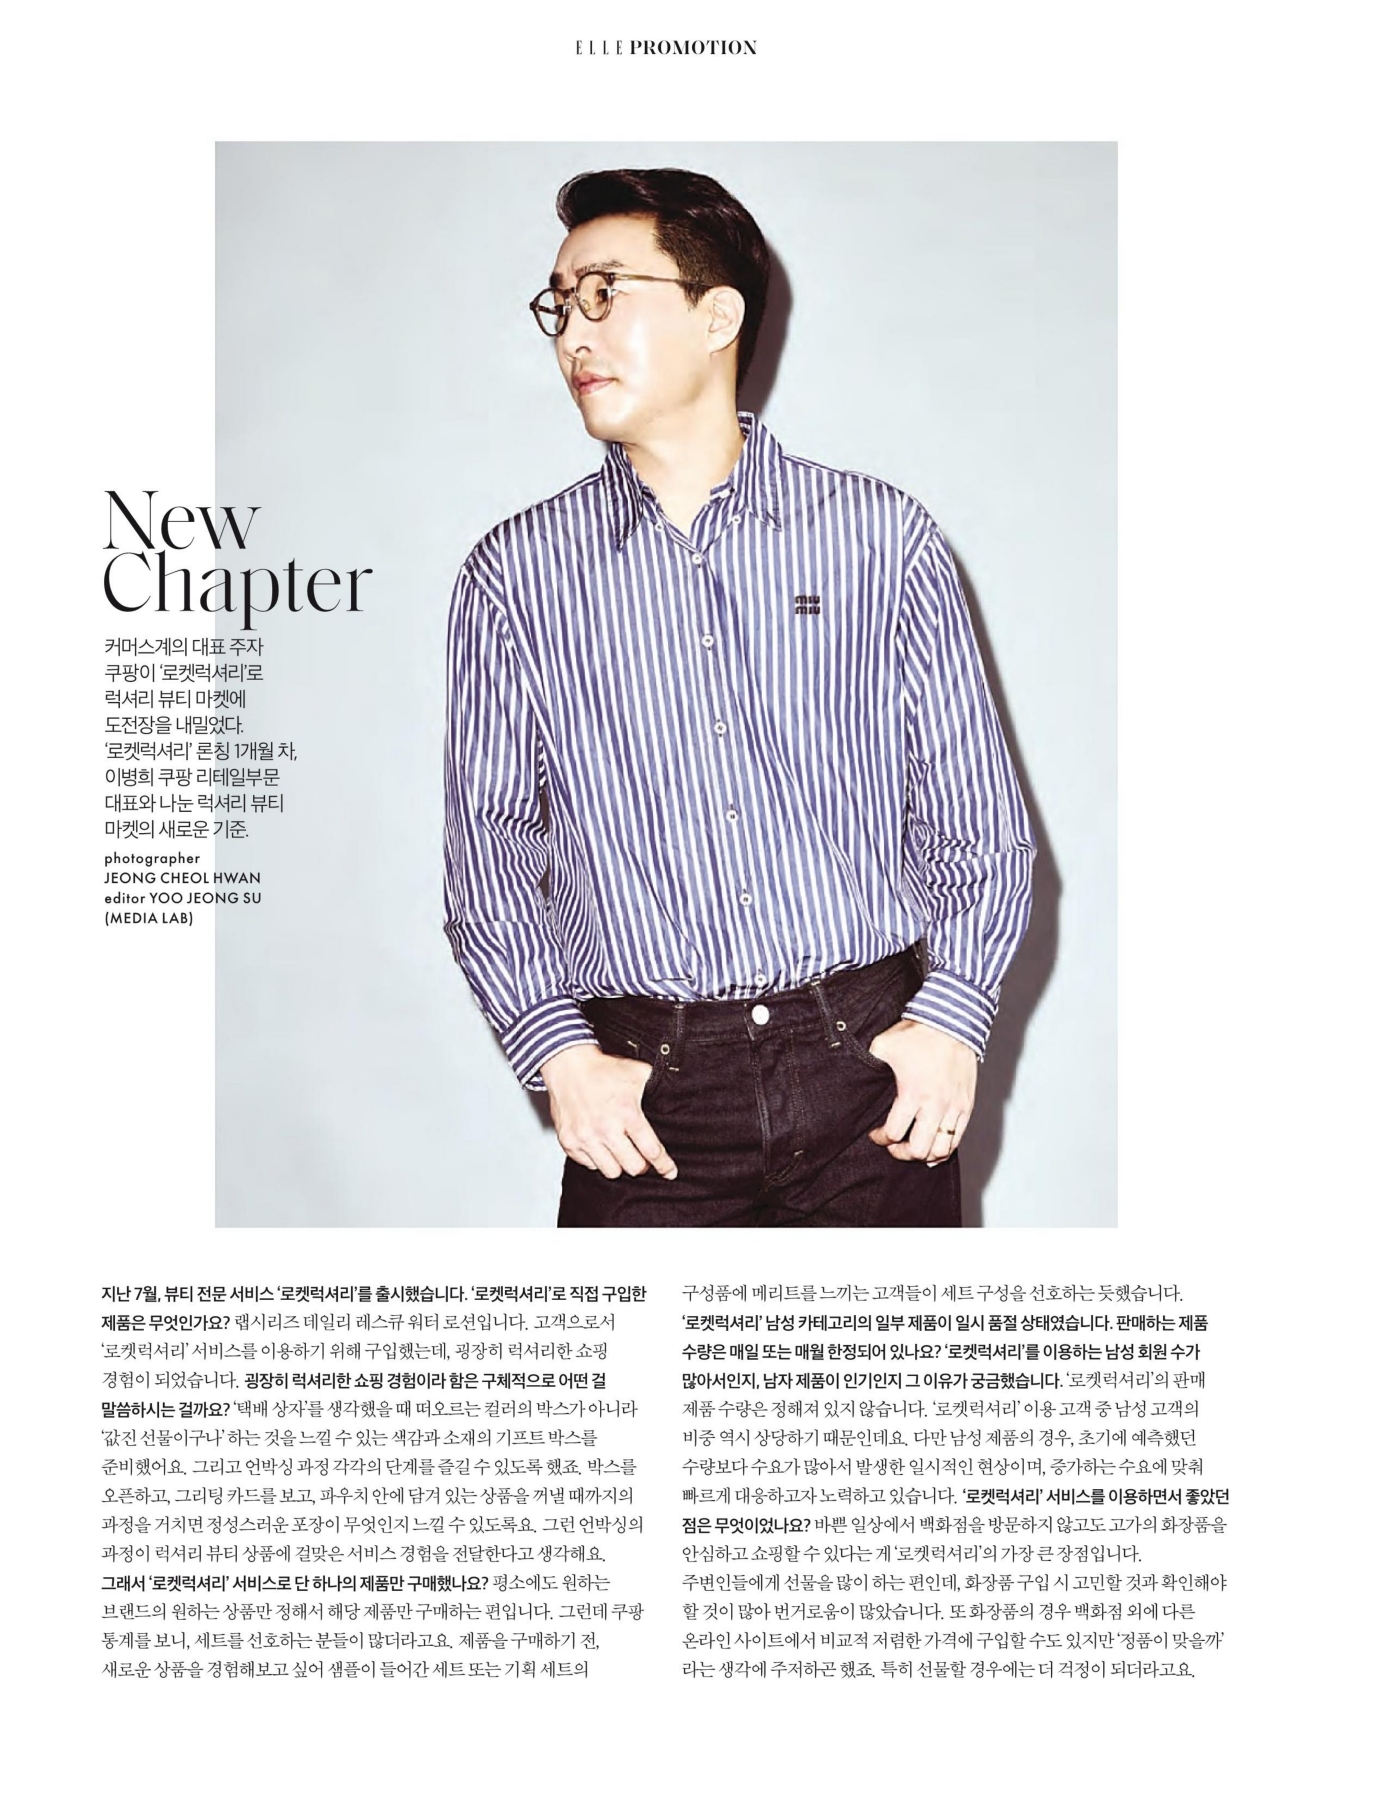 ELLE PROMOTION
miu
miu
New
Chapter
커머스계의 대표 주자
쿠팡이 ‘로켓럭셔리’로
럭셔리 뷰티 마켓에
도전장을 내밀었다.
‘로켓럭셔리’ 론칭 1개월 차,
이병희 쿠팡 리테일부문
대표와 나눈 럭셔리 뷰티
마켓의 새로운 기준.
photographer
JEONG CHEOL HWAN
editor YOO JEONG SU
(MEDIA LAB)
지난 7월, 뷰티 전문 서비스 ‘로켓럭셔리’를 출시했습니다. ‘로켓럭셔리’로 직접 구입한
제품은 무엇인가요? 랩시리즈 데일리 레스큐 워터 로션입니다. 고객으로서
‘로켓럭셔리’ 서비스를 이용하기 위해 구입했는데, 굉장히 럭셔리한 쇼핑
경험이 되었습니다. 굉장히 럭셔리한 쇼핑 경험이라 함은 구체적으로 어떤 걸
말씀하시는 걸까요? ‘택배 상자’를 생각했을 때 떠오르는 컬러의 박스가 아니라
‘값진 선물이구나’ 하는 것을 느낄 수 있는 색감과 소재의 기프트 박스를
준비했어요. 그리고 언박싱 과정 각각의 단계를 즐길 수 있도록 했죠. 박스를
오픈하고, 그리팅 카드를 보고, 파우치 안에 담겨 있는 상품을 꺼낼 때까지의
과정을 거치면 정성스러운 포장이 무엇인지 느낄 수 있도록요. 그런 언박싱의
과정이 럭셔리 뷰티 상품에 걸맞은 서비스 경험을 전달한다고 생각해요.
그래서 ‘로켓럭셔리’ 서비스로 단 하나의 제품만 구매했나요? 평소에도 원하는
브랜드의 원하는 상품만 정해서 해당 제품만 구매하는 편입니다. 그런데 쿠팡
통계를 보니, 세트를 선호하는 분들이 많더라고요. 제품을 구매하기 전,
새로운 상품을 경험해보고 싶어 샘플이 들어간 세트 또는 기획 세트의
구성품에 메리트를 느끼는 고객들이 세트 구성을 선호하는 듯했습니다.
‘로켓럭셔리’ 남성 카테고리의 일부 제품이 일시 품절 상태였습니다. 판매하는 제품
수량은 매일 또는 매월 한정되어 있나요? ‘로켓럭셔리’를 이용하는 남성 회원 수가
많아서인지, 남자 제품이 인기인지 그 이유가 궁금했습니다. ‘로켓럭셔리’의 판매
제품 수량은 정해져 있지 않습니다. ‘로켓럭셔리’ 이용 고객 중 남성 고객의
비중 역시 상당하기 때문인데요. 다만 남성 제품의 경우, 초기에 예측했던
수량보다 수요가 많아서 발생한 일시적인 현상이며, 증가하는 수요에 맞춰
빠르게 대응하고자 노력하고 있습니다. ‘로켓럭셔리’ 서비스를 이용하면서 좋았던
점은 무엇이었나요? 바쁜 일상에서 백화점을 방문하지 않고도 고가의 화장품을
안심하고 쇼핑할 수 있다는 게 ‘로켓럭셔리’의 가장 큰 장점입니다.
주변인들에게 선물을 많이 하는 편인데, 화장품 구입 시 고민할 것과 확인해야
할 것이 많아 번거로움이 많았습니다. 또 화장품의 경우 백화점 외에 다른
온라인 사이트에서 비교적 저렴한 가격에 구입할 수도 있지만 ‘정품이 맞을까’
라는 생각에 주저하곤 했죠. 특히 선물할 경우에는 더 걱정이 되더라고요.